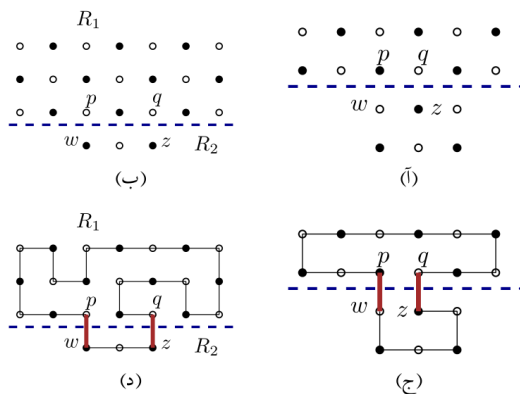 R₁
p q
w z R₂
(ب)
p q
w z
(آ)
R₁
p q
w z R₂
(د)
p q
w z
(ج)